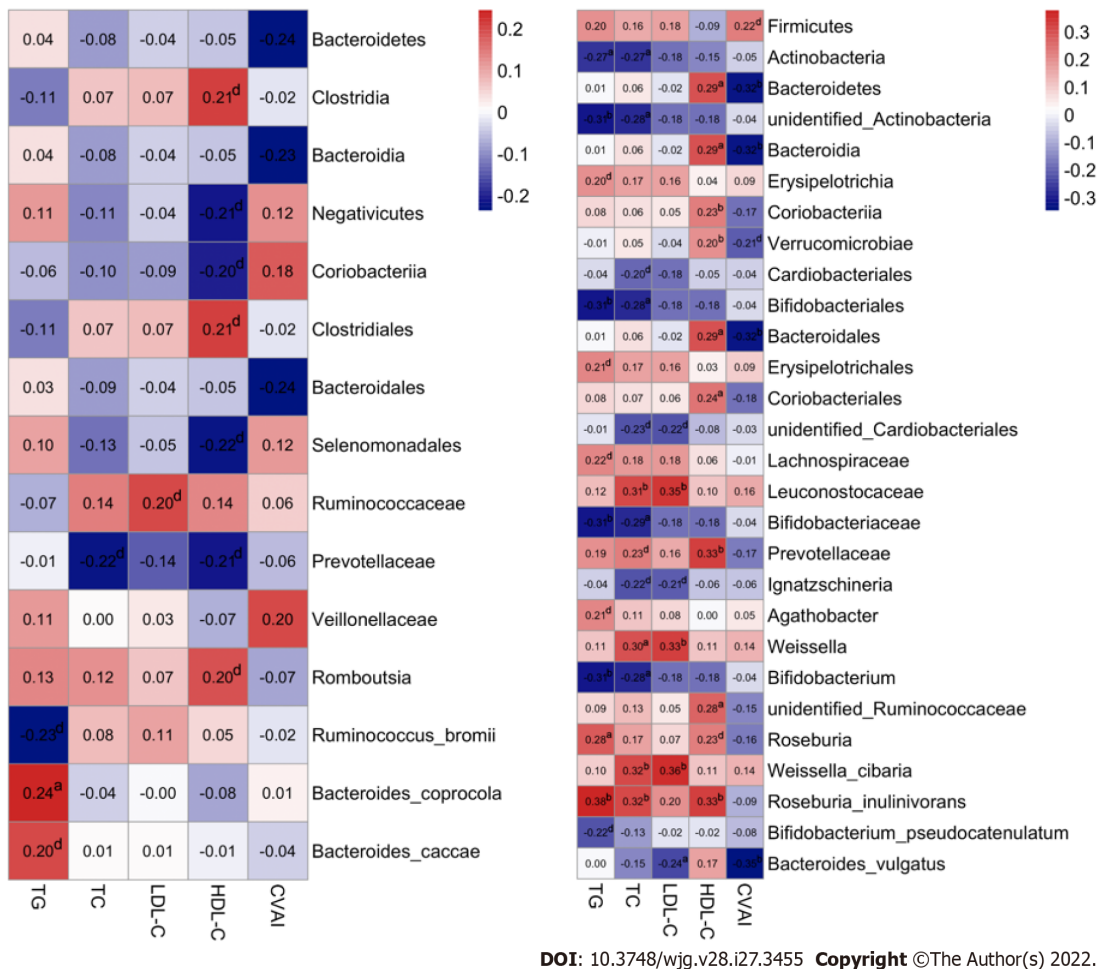 0.04 -0.08 -0.04 -0.05 -0.24 Bacteroidetes
-0.11 0.07 0.07 0.21d -0.02 Clostridia
0.04 -0.08 -0.04 -0.05 -0.23 Bacteroidia
0.11 -0.11 -0.04 -0.21d 0.12 Negativicutes
-0.06 -0.10 -0.09 -0.20d 0.18 Coriobacteriia
-0.11 0.07 0.07 0.21d -0.02 Clostridiales
0.03 -0.09 -0.04 -0.05 -0.24 Bacteroidales
0.10 -0.13 -0.05 -0.22d 0.12 Selenomonadales
-0.07 0.14 0.20d 0.14 0.06 Ruminococcaceae
-0.01 -0.22d -0.14 -0.21d -0.06 Prevotellaceae
0.11 0.00 0.03 -0.07 0.20 Veillonellaceae
0.13 0.12 0.07 0.20d -0.07 Romboutsia
-0.23d 0.08 0.11 0.05 -0.02 Ruminococcus_bromii
0.24a -0.04 -0.00 -0.08 0.01 Bacteroides_coprocola
0.20d 0.01 0.01 -0.01 -0.04 Bacteroides_caccae
TG TC LDL-C HDL-C CVAI
0.2
0.1
0
-0.1
-0.2
0.20 0.16 0.18 -0.09 0.22d Firmicutes
-0.27a -0.27a -0.18 -0.15 -0.05 Actinobacteria
0.01 0.06 -0.02 0.29a -0.32b Bacteroidetes
-0.31b -0.28a -0.18 -0.18 -0.04 unidentified_Actinobacteria
0.01 0.06 -0.02 0.29a -0.32b Bacteroidia
0.20d 0.17 0.16 0.04 0.09 Erysipelotrichia
0.08 0.06 0.05 0.23b -0.17 Coriobacteriia
-0.01 0.05 -0.04 0.20b -0.21d Verrucomicrobiae
-0.04 -0.20d -0.18 -0.05 -0.04 Cardiobacteriales
-0.31b -0.28a -0.18 -0.18 -0.04 Bifidobacteriales
0.01 0.06 -0.02 0.29a -0.32b Bacteroidales
0.21d 0.17 0.16 0.03 0.09 Erysipelotrichales
0.08 0.07 0.06 0.24a -0.18 Coriobacteriales
-0.01 -0.23d -0.22d -0.08 -0.03 unidentified_Cardiobacteriales
0.22d 0.18 0.18 0.06 -0.01 Lachnospiraceae
0.12 0.31b 0.35b 0.10 0.16 Leuconostocaceae
-0.31b -0.29a -0.18 -0.18 -0.04 Bifidobacteriaceae
0.19 0.23d 0.16 0.33b -0.17 Prevotellaceae
-0.04 -0.22d -0.21d -0.06 -0.06 Ignatzschineria
0.21d 0.11 0.08 0.00 0.05 Agathobacter
0.11 0.30a 0.33b 0.11 0.14 Weissella
-0.31b -0.28a -0.18 -0.18 -0.04 Bifidobacterium
0.09 0.13 0.05 0.28a -0.15 unidentified_Ruminococcaceae
0.28a 0.17 0.07 0.23d -0.16 Roseburia
0.10 0.32b 0.36b 0.11 0.14 Weissella_cibaria
0.38b 0.32b 0.20 0.33b -0.09 Roseburia_inulinivorans
-0.22d -0.13 -0.02 -0.02 -0.08 Bifidobacterium_pseudocatenulatum
0.00 -0.15 -0.24a 0.17 Bacteroides_vulgatus
TG TC LDL-C HDL-C CVAI
0.3
0.2
0.1
0
-0.1
-0.2
-0.3
DOI: 10.3748/wjg.v28.i27.3455 Copyright ©The Author(s) 2022.